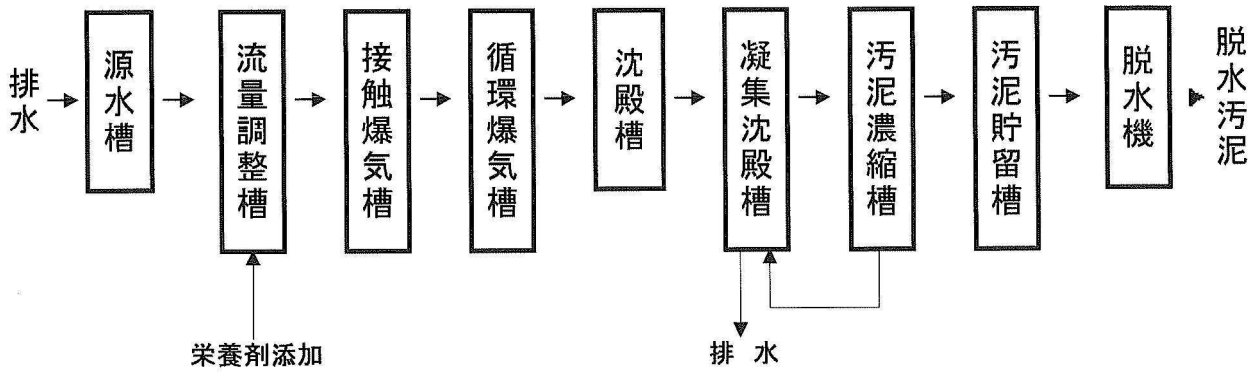 排水
源水槽
流量調整槽
接触爆気槽
循環爆気槽
沈殿槽
凝集沈殿槽
汚泥濃縮槽
汚泥貯留槽
脱水機
脱水汚泥
栄養剤添加
排 水